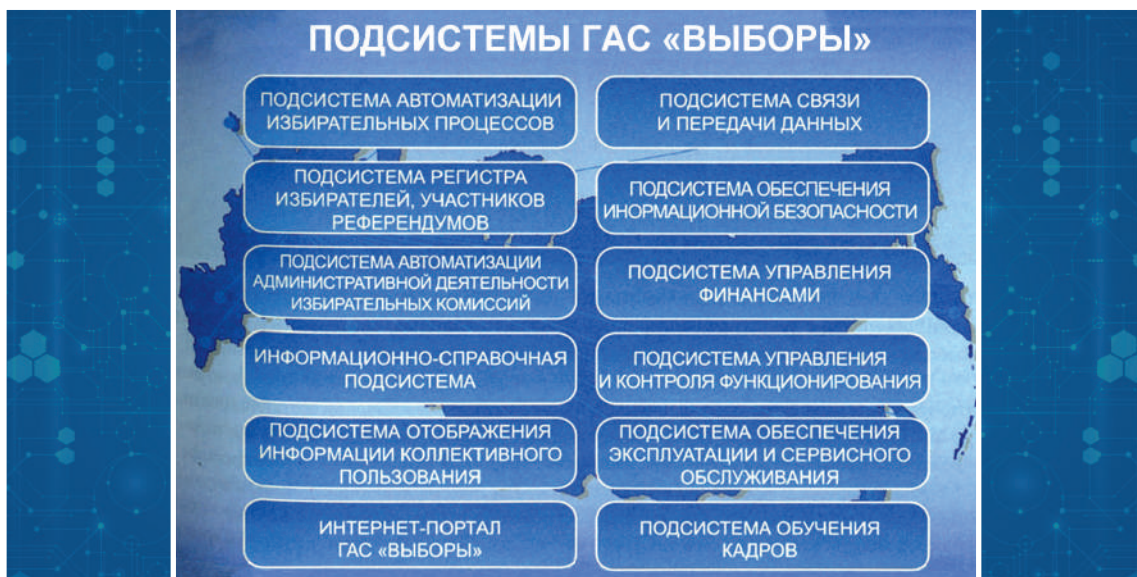 ПОДСИСТЕМЫ ГАС «ВЫБОРЫ»
ПОДСИСТЕМА АВТОМАТИЗАЦИИ
ИЗБИРАТЕЛЬНЫХ ПРОЦЕССОВ
ПОДСИСТЕМА СВЯЗИ
И ПЕРЕДАЧИ ДАННЫХ
ПОДСИСТЕМА РЕГИСТРА
ИЗБИРАТЕЛЕЙ, УЧАСТНИКОВ
РЕФЕРЕНДУМОВ
ПОДСИСТЕМА ОБЕСПЕЧЕНИЯ
ИНОРМАЦИОННОЙ БЕЗОПАСНОСТИ
ПОДСИСТЕМА АВТОМАТИЗАЦИИ
АДМИНИСТРАТИВНОЙ ДЕЯТЕЛЬНОСТИ
ИЗБИРАТЕЛЬНЫХ КОМИССИЙ
ПОДСИСТЕМА УПРАВЛЕНИЯ
ФИНАНСАМИ
ИНФОРМАЦИОННО-СПРАВОЧНАЯ
ПОДСИСТЕМА
ПОДСИСТЕМА УПРАВЛЕНИЯ
И КОНТРОЛЯ ФУНКЦИОНИРОВАНИЯ
ПОДСИСТЕМА ОТОБРАЖЕНИЯ
ИНФОРМАЦИИ КОЛЛЕКТИВНОГО
ПОЛЬЗОВАНИЯ
ПОДСИСТЕМА ОБЕСПЕЧЕНИЯ
ЭКСПЛУАТАЦИИ И СЕРВИСНОГО
ОБСЛУЖИВАНИЯ
ИНТЕРНЕТ-ПОРТАЛ
ГАС «ВЫБОРЫ»
ПОДСИСТЕМА ОБУЧЕНИЯ
КАДРОВ